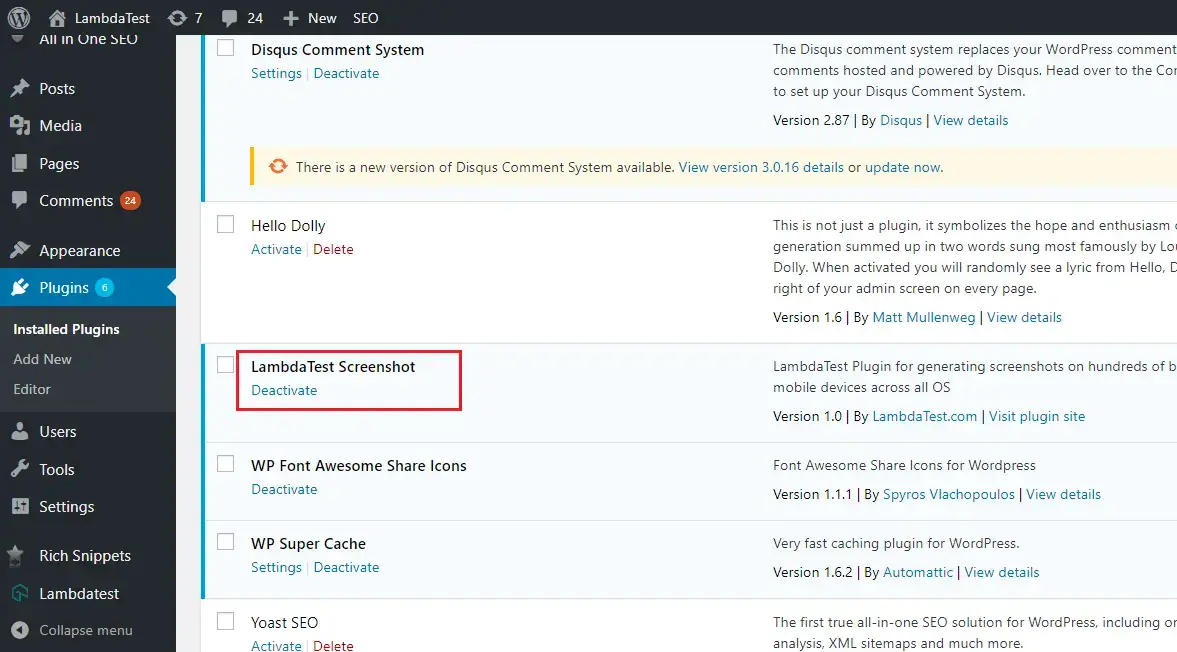 LambdaTest 7 24 New SEO
All in One SEO
Posts
Media
Pages
Comments 24
Appearance
Plugins 6
Installed Plugins
Add New
Editor
Users
Tools
Settings
Rich Snippets
Lambdatest
Collapse menu
Disqus Comment System
Settings | Deactivate
The Disqus comment system replaces your WordPress comment
comments hosted and powered by Disqus. Head over to the Co
to set up your Disqus Comment System.
Version 2.87 | By Disqus | View details
There is a new version of Disqus Comment System available. View version 3.0.16 details or update now.
Hello Dolly
Activate | Delete
This is not just a plugin, it symbolizes the hope and enthusiasm
generation summed up in two words sung most famously by Lou
Dolly. When activated you will randomly see a lyric from Hello, D
right of your admin screen on every page.
Version 1.6 | By Matt Mullenweg | View details
LambdaTest Screenshot
Deactivate
LambdaTest Plugin for generating screenshots on hundreds of b
mobile devices across all OS
Version 1.0 | By LambdaTest.com | Visit plugin site
WP Font Awesome Share Icons
Deactivate
Font Awesome Share Icons for Wordpress
Version 1.1.1 | By Spyros Vlachopoulos | View details
WP Super Cache
Settings | Deactivate
Very fast caching plugin for WordPress.
Version 1.6.2 | By Automattic | View details
Yoast SEO
Activate | Delete
The first true all-in-one SEO solution for WordPress, including on
analysis, XML sitemaps and much more.